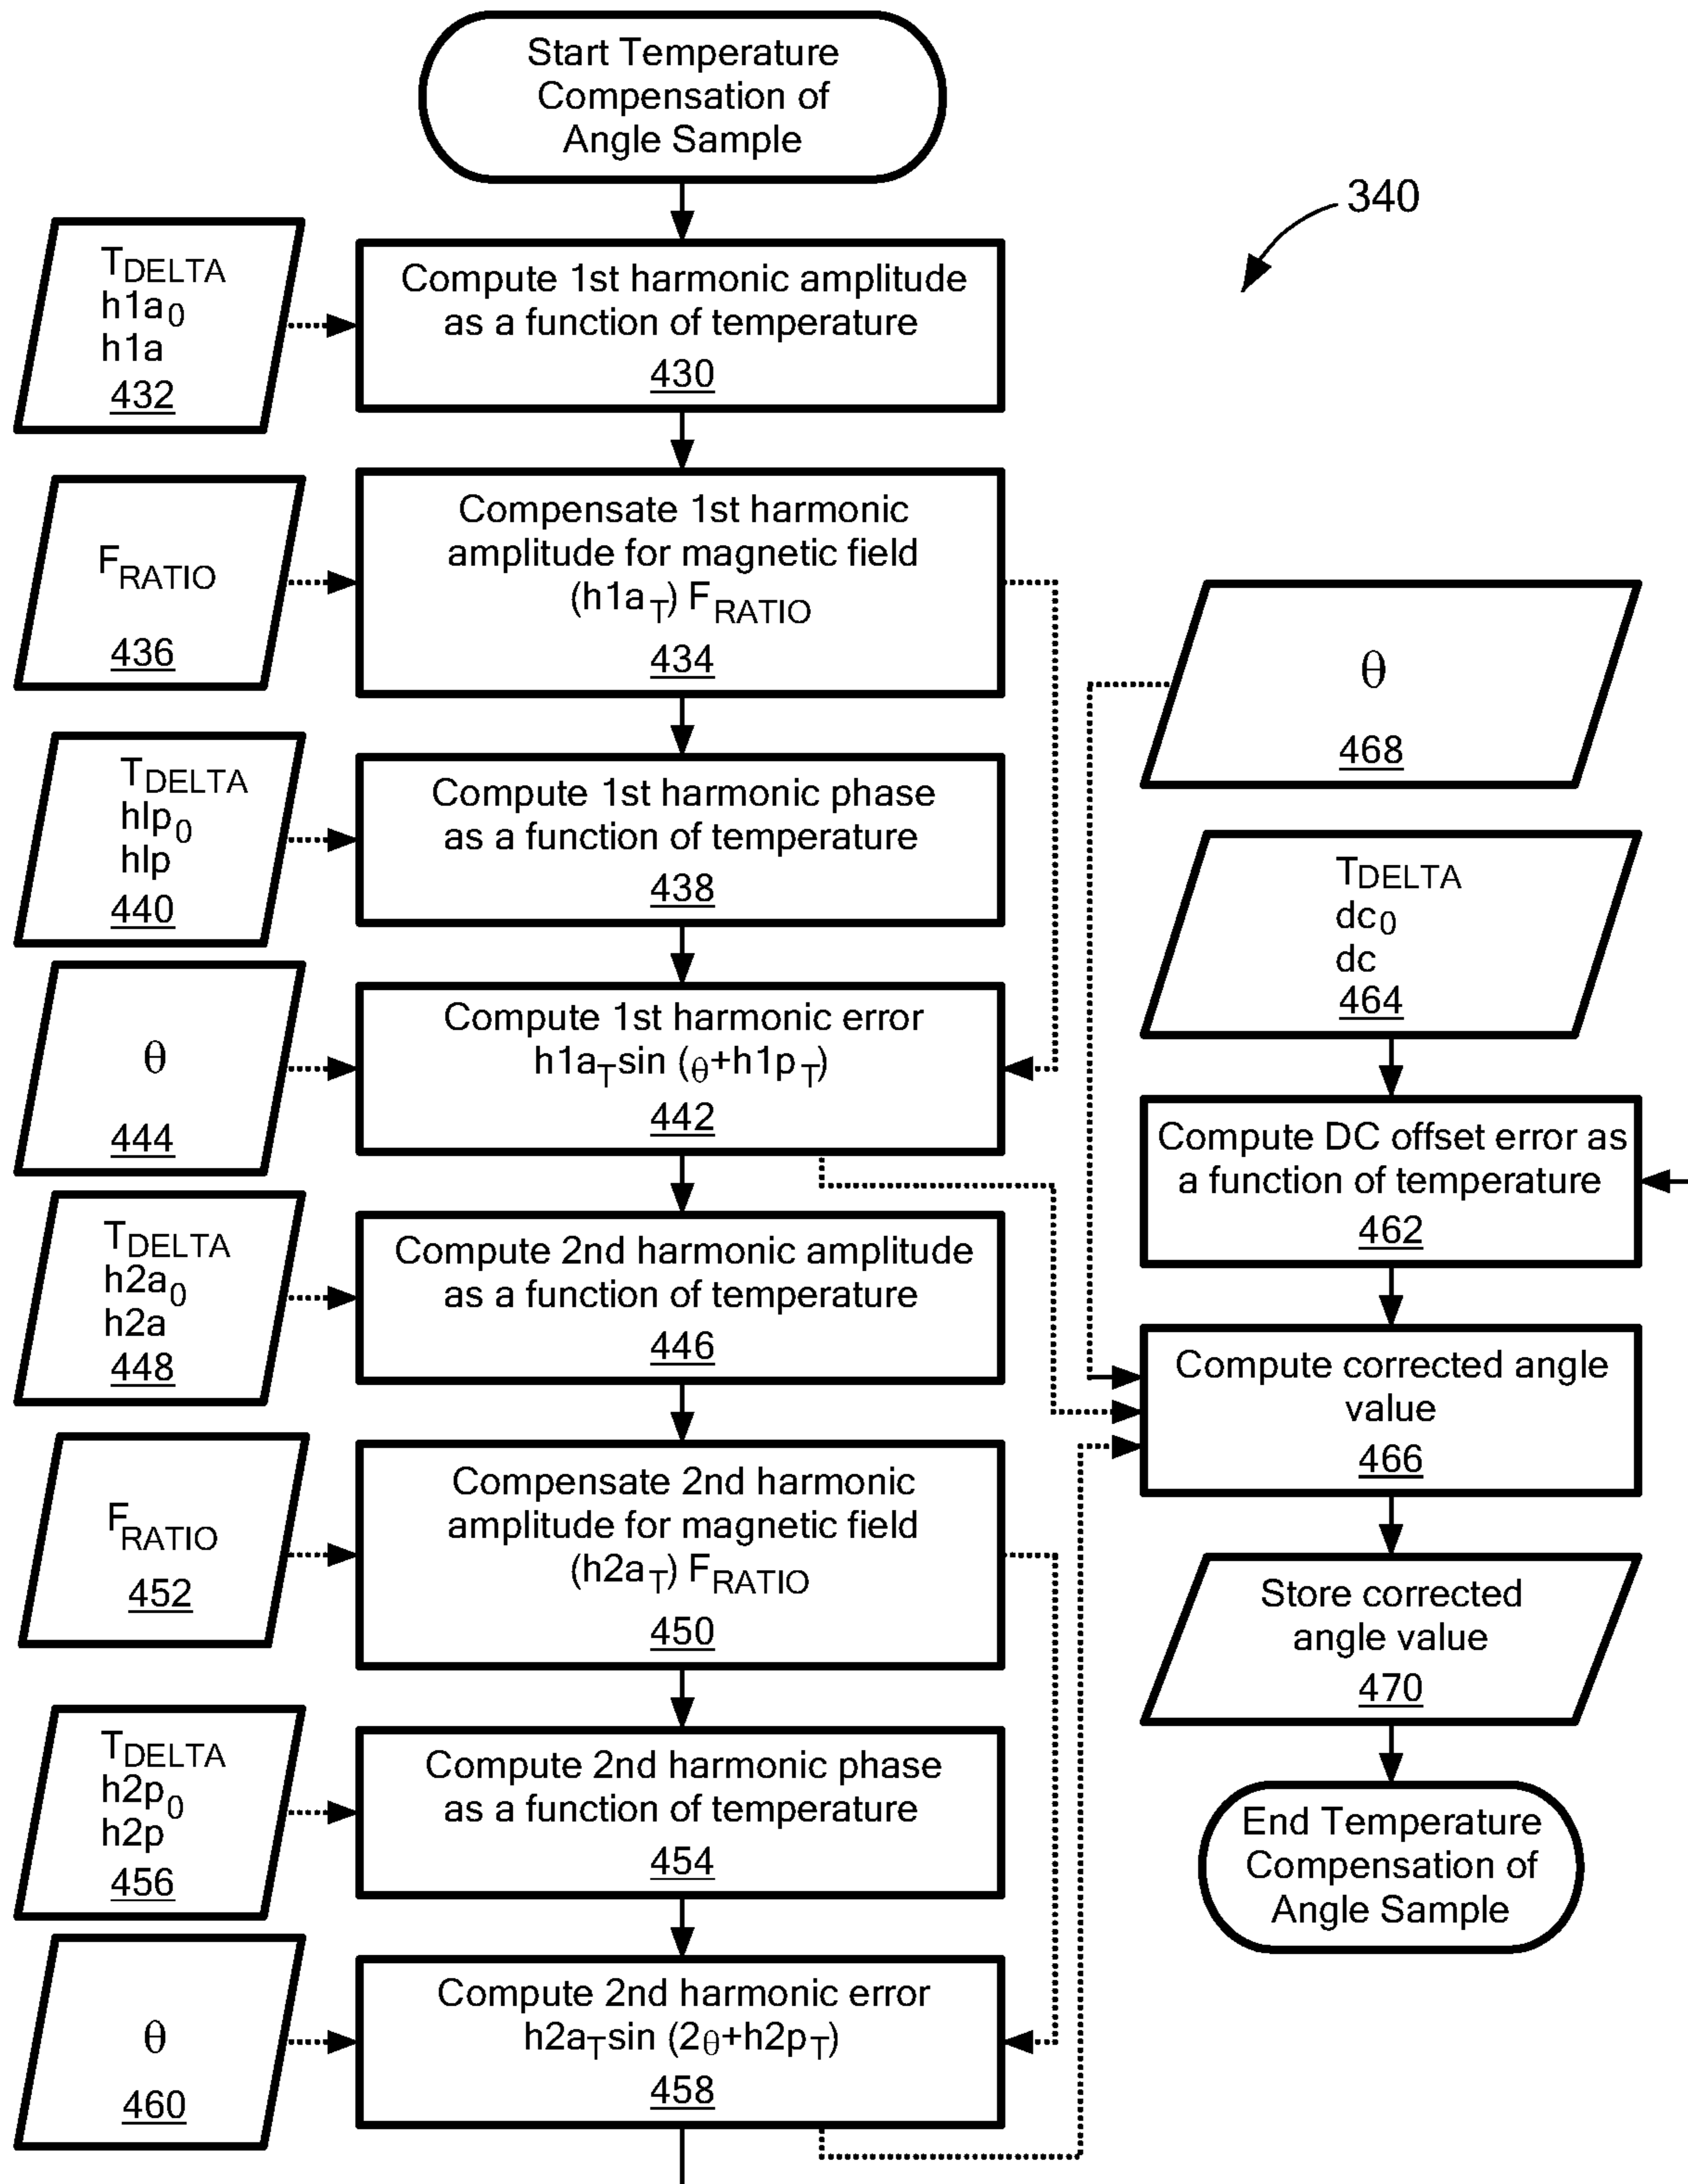 Start Temperature
Compensation of
Angle Sample
340
TDELTA
h1a0
h1a
432
Compute 1st harmonic amplitude
as a function of temperature
430
FRATIO
436
Compensate 1st harmonic
amplitude for magnetic field
(h1aT) FRATIO
434
TDELTA
hlp0
hlp
440
Compute 1st harmonic phase
as a function of temperature
438
θ
444
Compute 1st harmonic error
h1aTsin (θ+h1pT)
442
TDELTA
h2a0
h2a
448
Compute 2nd harmonic amplitude
as a function of temperature
446
FRATIO
452
Compensate 2nd harmonic
amplitude for magnetic field
(h2aT) FRATIO
450
TDELTA
h2p0
h2p
456
Compute 2nd harmonic phase
as a function of temperature
454
θ
460
Compute 2nd harmonic error
h2aTsin (2θ+h2pT)
458
θ
468
TDELTA
dc0
dc
464
Compute DC offset error as
a function of temperature
462
Compute corrected angle
value
466
Store corrected
angle value
470
End Temperature
Compensation of
Angle Sample